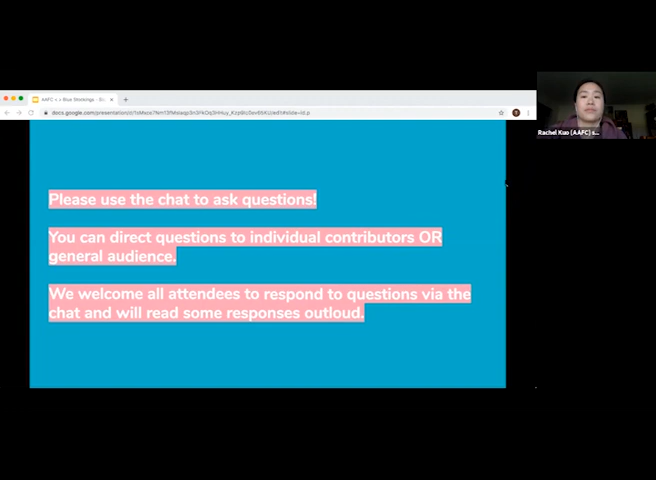 AAFC < > Blue Stockings -
Rachel Kuo (AAFC) s...
Please use the chat to ask questions!
You can direct questions to individual contributors OR
general audience.
We welcome all attendees to respond to questions via the
chat and will read some responses outloud.